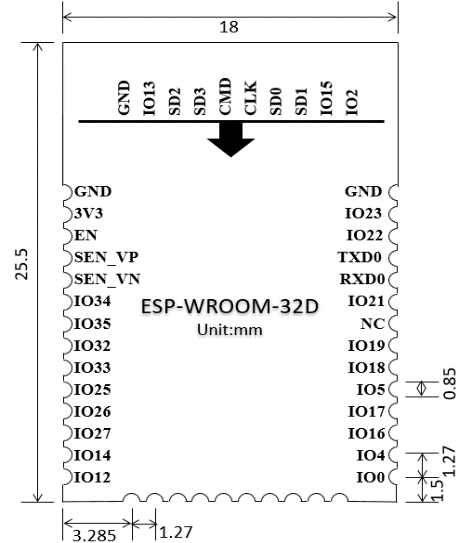 18
GND IO13 SD2 SD3 CMD CLK SD0 SD1 IO15 IO2
25.5
GND GND
3V3 IO23
EN IO22
SEN_VP TXD0
SEN_VN RXD0
IO34 IO21
ESP-WROOM-32D
IO35 NC
Unit:mm
IO32 IO19
IO33 IO18
IO25 IO5 0.85
IO26 IO17
IO27 IO16
IO14 IO4 1.27
IO12 IO0 1.5
3.285 1.27